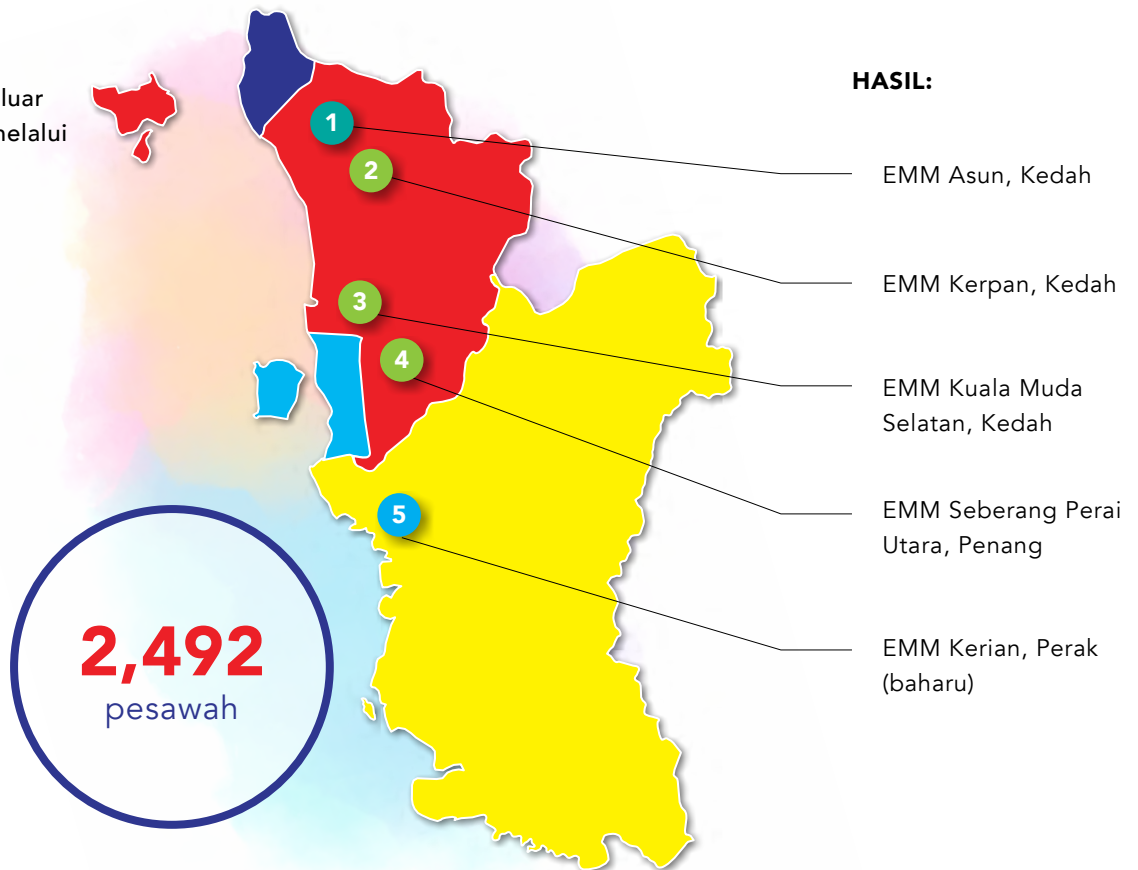 luar
melalui
HASIL:
1
EMM Asun, Kedah
2
EMM Kerpan, Kedah
3
EMM Kuala Muda
Selatan, Kedah
4
EMM Seberang Perai
Utara, Penang
5
EMM Kerian, Perak
(baharu)
2,492
pesawah